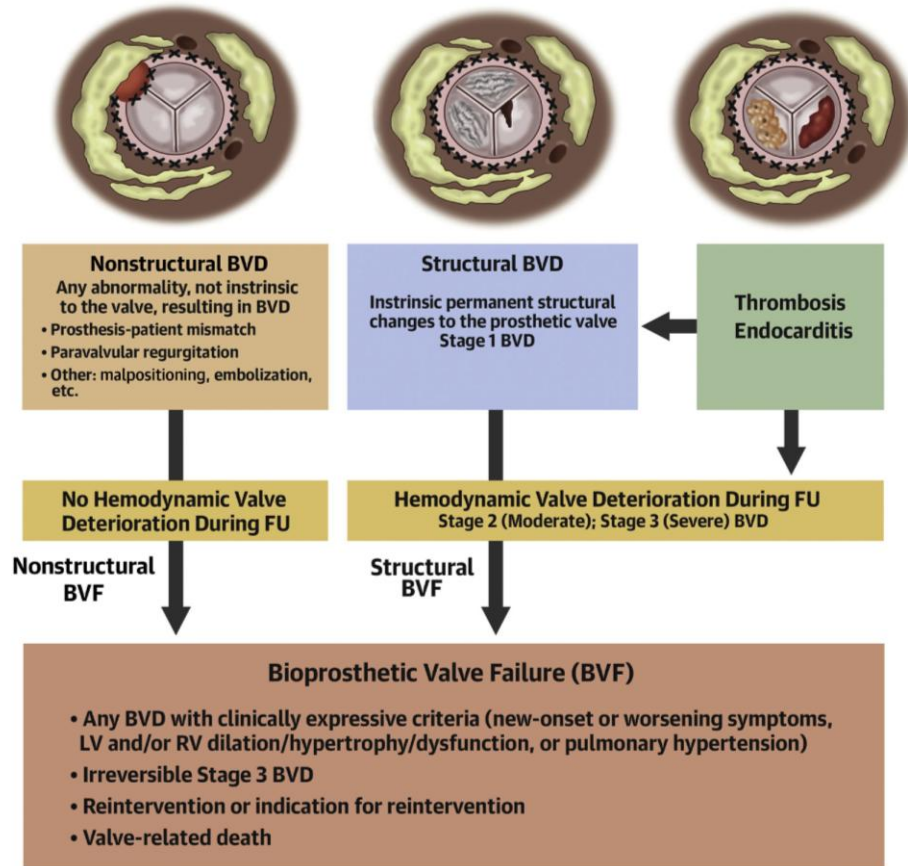 Nonstructural BVD
Any abnormality, not instrinsic
to the valve, resulting in BVD
• Prosthesis-patient mismatch
• Paravalvular regurgitation
• Other: malpositioning, embolization,
etc.
Structural BVD
Instrinsic permanent structural
changes to the prosthetic valve
Stage 1 BVD
Thrombosis
Endocarditis
No Hemodynamic Valve
Deterioration During FU
Hemodynamic Valve Deterioration During FU
Stage 2 (Moderate); Stage 3 (Severe) BVD
Nonstructural
BVF
Structural
BVF
Bioprosthetic Valve Failure (BVF)
• Any BVD with clinically expressive criteria (new-onset or worsening symptoms,
LV and/or RV dilation/hypertrophy/dysfunction, or pulmonary hypertension)
• Irreversible Stage 3 BVD
• Reintervention or indication for reintervention
• Valve-related death